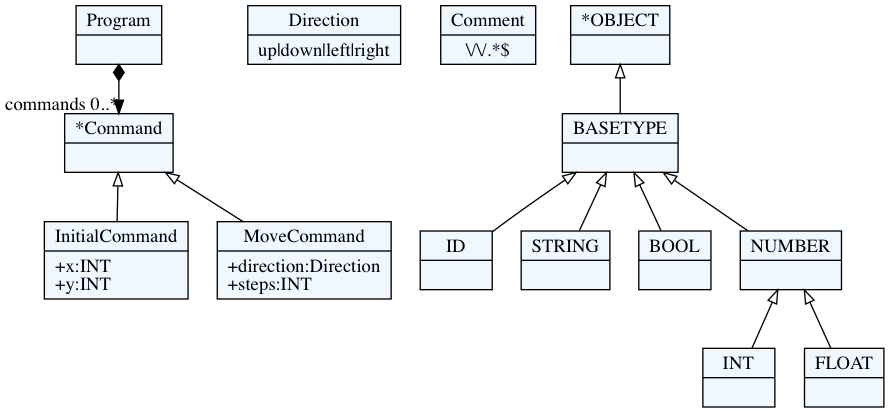 Program
Direction
up|down|left|right
Comment
\/\/.*$
*OBJECT
commands 0..*
*Command
BASETYPE
InitialCommand
+x:INT
+y:INT
MoveCommand
+direction:Direction
+steps:INT
ID
STRING
BOOL
NUMBER
INT
FLOAT